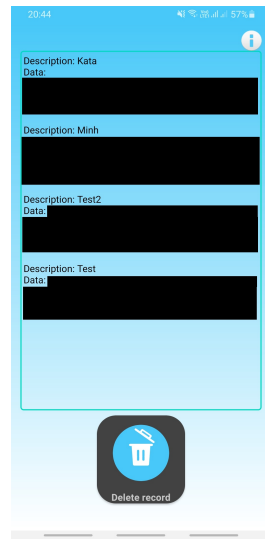 20:44 57%
Description: Kata
Data:
Description: Minh
Description: Test2
Data:
Description: Test
Data:
Delete record